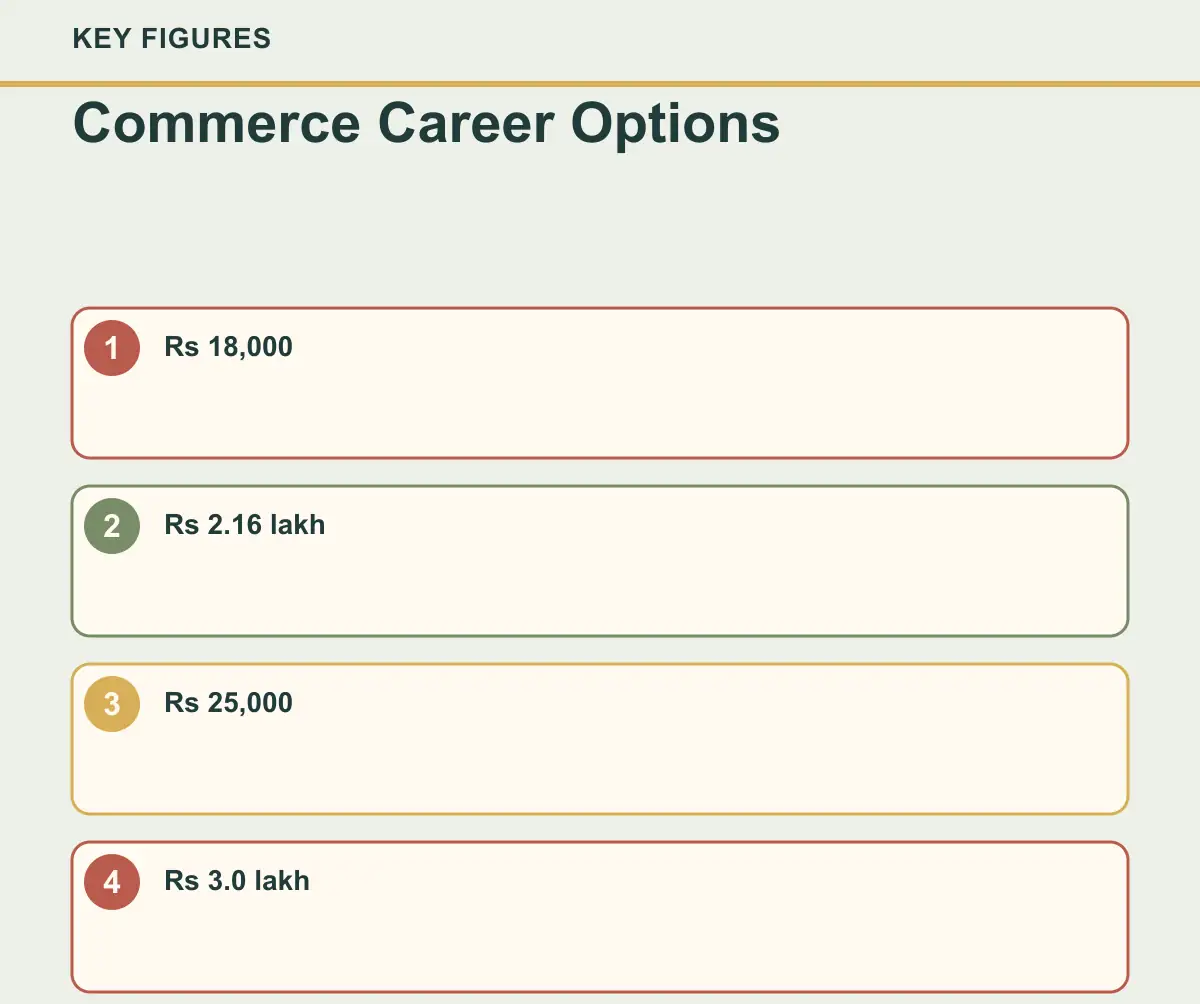 KEY FIGURES
Commerce Career Options
1
Rs 18,000
2
Rs 2.16 lakh
3
Rs 25,000
4
Rs 3.0 lakh